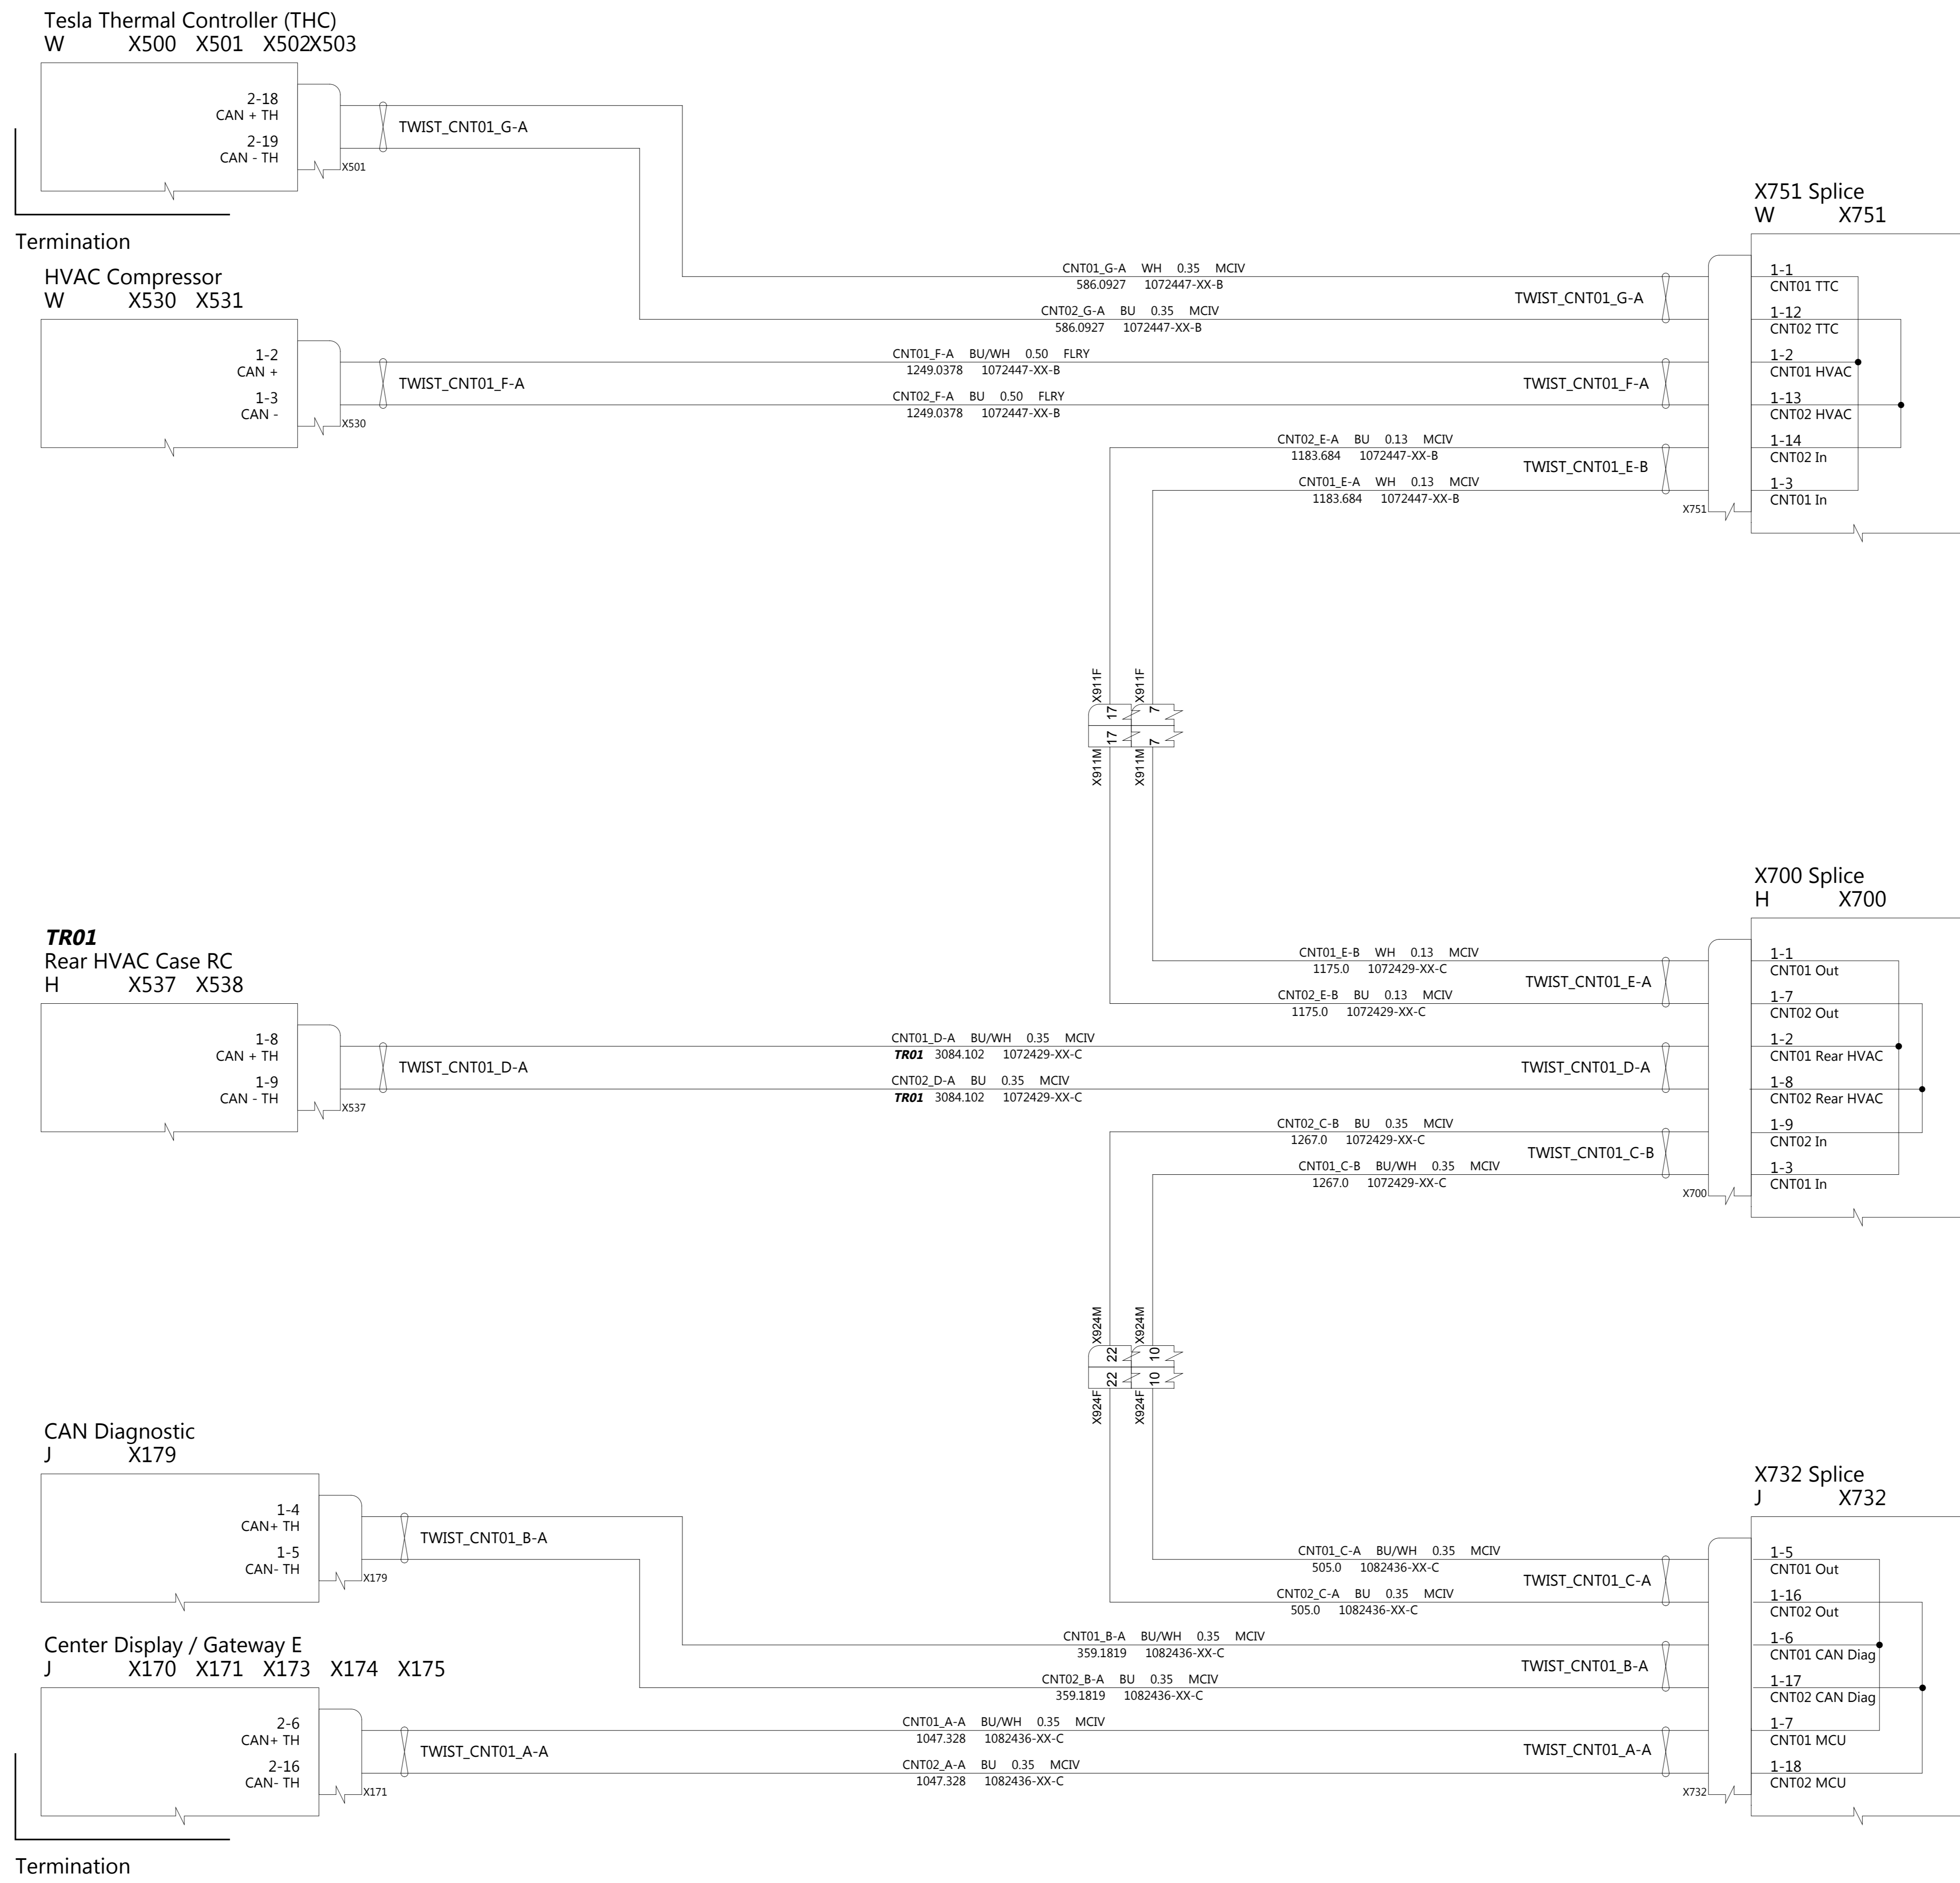 Tesla Thermal Controller (THC)
W X500 X501 X502X503
2-18
CAN + TH
2-19
CAN - TH
X501
TWIST_CNT01_G-A
Termination
HVAC Compressor
W X530 X531
1-2
CAN +
1-3
CAN -
X530
TWIST_CNT01_F-A
CNT01_G-A WH 0.35 MCIV
586.0927 1072447-XX-B
CNT02_G-A BU 0.35 MCIV
586.0927 1072447-XX-B
CNT01_F-A BU/WH 0.50 FLRY
1249.0378 1072447-XX-B
CNT02_F-A BU 0.50 FLRY
1249.0378 1072447-XX-B
CNT02_E-A BU 0.13 MCIV
1183.684 1072447-XX-B
CNT01_E-A WH 0.13 MCIV
1183.684 1072447-XX-B
TWIST_CNT01_G-A
TWIST_CNT01_F-A
TWIST_CNT01_E-B
X751 Splice
W X751
1-1
CNT01 TTC
1-12
CNT02 TTC
1-2
CNT01 HVAC
1-13
CNT02 HVAC
1-14
CNT02 In
1-3
CNT01 In
X751
X911F X911F
17 7
17 7
X911M X911M
TR01
Rear HVAC Case RC
H X537 X538
1-8
CAN + TH
1-9
CAN - TH
X537
TWIST_CNT01_D-A
CNT01_E-B WH 0.13 MCIV
1175.0 1072429-XX-C
CNT02_E-B BU 0.13 MCIV
1175.0 1072429-XX-C
CNT01_D-A BU/WH 0.35 MCIV
TR01 3084.102 1072429-XX-C
CNT02_D-A BU 0.35 MCIV
TR01 3084.102 1072429-XX-C
CNT02_C-B BU 0.35 MCIV
1267.0 1072429-XX-C
CNT01_C-B BU/WH 0.35 MCIV
1267.0 1072429-XX-C
TWIST_CNT01_E-A
TWIST_CNT01_D-A
TWIST_CNT01_C-B
X700 Splice
H X700
1-1
CNT01 Out
1-7
CNT02 Out
1-2
CNT01 Rear HVAC
1-8
CNT02 Rear HVAC
1-9
CNT02 In
1-3
CNT01 In
X700
X924M X924M
22 10
22 10
X924F X924F
CAN Diagnostic
J X179
1-4
CAN+ TH
1-5
CAN- TH
X179
TWIST_CNT01_B-A
Center Display / Gateway E
J X170 X171 X173 X174 X175
2-6
CAN+ TH
2-16
CAN- TH
X171
TWIST_CNT01_A-A
Termination
CNT01_C-A BU/WH 0.35 MCIV
505.0 1082436-XX-C
CNT02_C-A BU 0.35 MCIV
505.0 1082436-XX-C
CNT01_B-A BU/WH 0.35 MCIV
359.1819 1082436-XX-C
CNT02_B-A BU 0.35 MCIV
359.1819 1082436-XX-C
CNT01_A-A BU/WH 0.35 MCIV
1047.328 1082436-XX-C
CNT02_A-A BU 0.35 MCIV
1047.328 1082436-XX-C
TWIST_CNT01_C-A
TWIST_CNT01_B-A
TWIST_CNT01_A-A
X732 Splice
J X732
1-5
CNT01 Out
1-16
CNT02 Out
1-6
CNT01 CAN Diag
1-17
CNT02 CAN Diag
1-7
CNT01 MCU
1-18
CNT02 MCU
X732